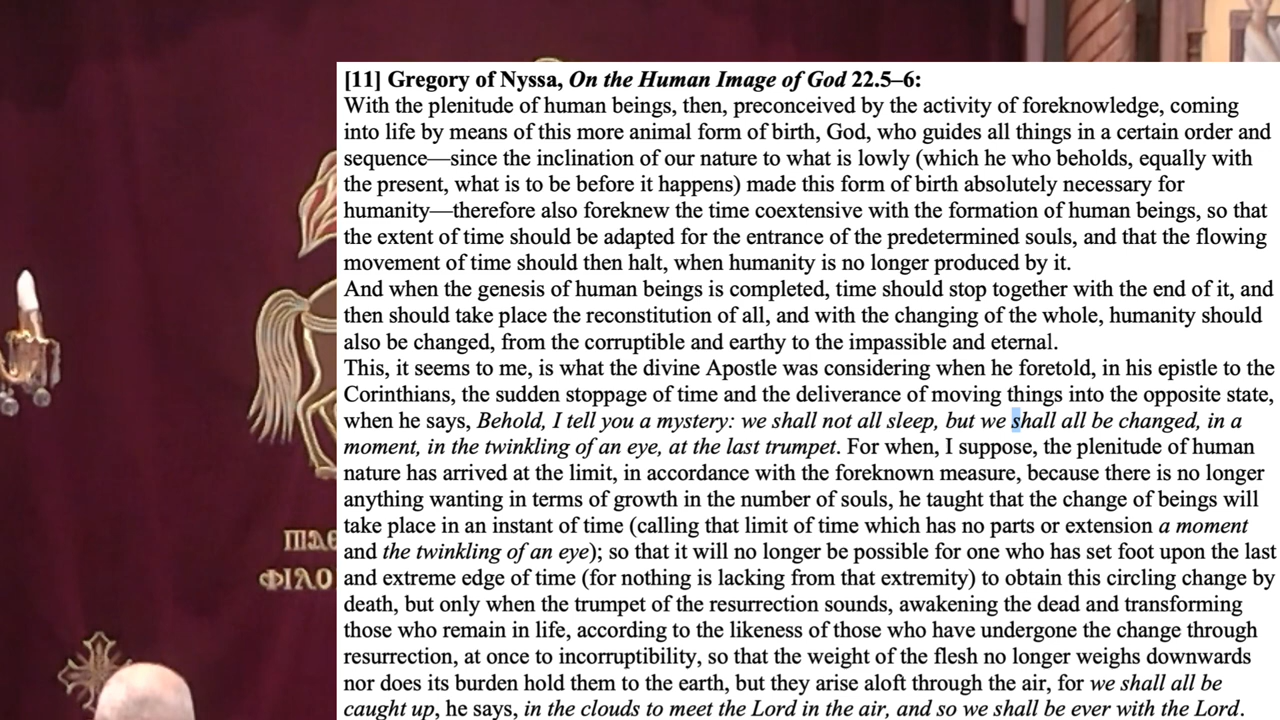 [11] Gregory of Nyssa, On the Human Image of God 22.5–6:
With the plenitude of human beings, then, preconceived by the activity of foreknowledge, coming
into life by means of this more animal form of birth, God, who guides all things in a certain order and
sequence—since the inclination of our nature to what is lowly (which he who beholds, equally with
the present, what is to be before it happens) made this form of birth absolutely necessary for
humanity—therefore also foreknew the time coextensive with the formation of human beings, so that
the extent of time should be adapted for the entrance of the predetermined souls, and that the flowing
movement of time should then halt, when humanity is no longer produced by it.
And when the genesis of human beings is completed, time should stop together with the end of it, and
then should take place the reconstitution of all, and with the changing of the whole, humanity should
also be changed, from the corruptible and earthy to the impassible and eternal.
This, it seems to me, is what the divine Apostle was considering when he foretold, in his epistle to the
Corinthians, the sudden stoppage of time and the deliverance of moving things into the opposite state,
when he says, Behold, I tell you a mystery: we shall not all sleep, but we shall all be changed, in a
moment, in the twinkling of an eye, at the last trumpet. For when, I suppose, the plenitude of human
nature has arrived at the limit, in accordance with the foreknown measure, because there is no longer
anything wanting in terms of growth in the number of souls, he taught that the change of beings will
take place in an instant of time (calling that limit of time which has no parts or extension a moment
and the twinkling of an eye); so that it will no longer be possible for one who has set foot upon the last
and extreme edge of time (for nothing is lacking from that extremity) to obtain this circling change by
death, but only when the trumpet of the resurrection sounds, awakening the dead and transforming
those who remain in life, according to the likeness of those who have undergone the change through
resurrection, at once to incorruptibility, so that the weight of the flesh no longer weighs downwards
nor does its burden hold them to the earth, but they arise aloft through the air, for we shall all be
caught up, he says, in the clouds to meet the Lord in the air, and so we shall be ever with the Lord.
ⲫⲓⲗⲟ